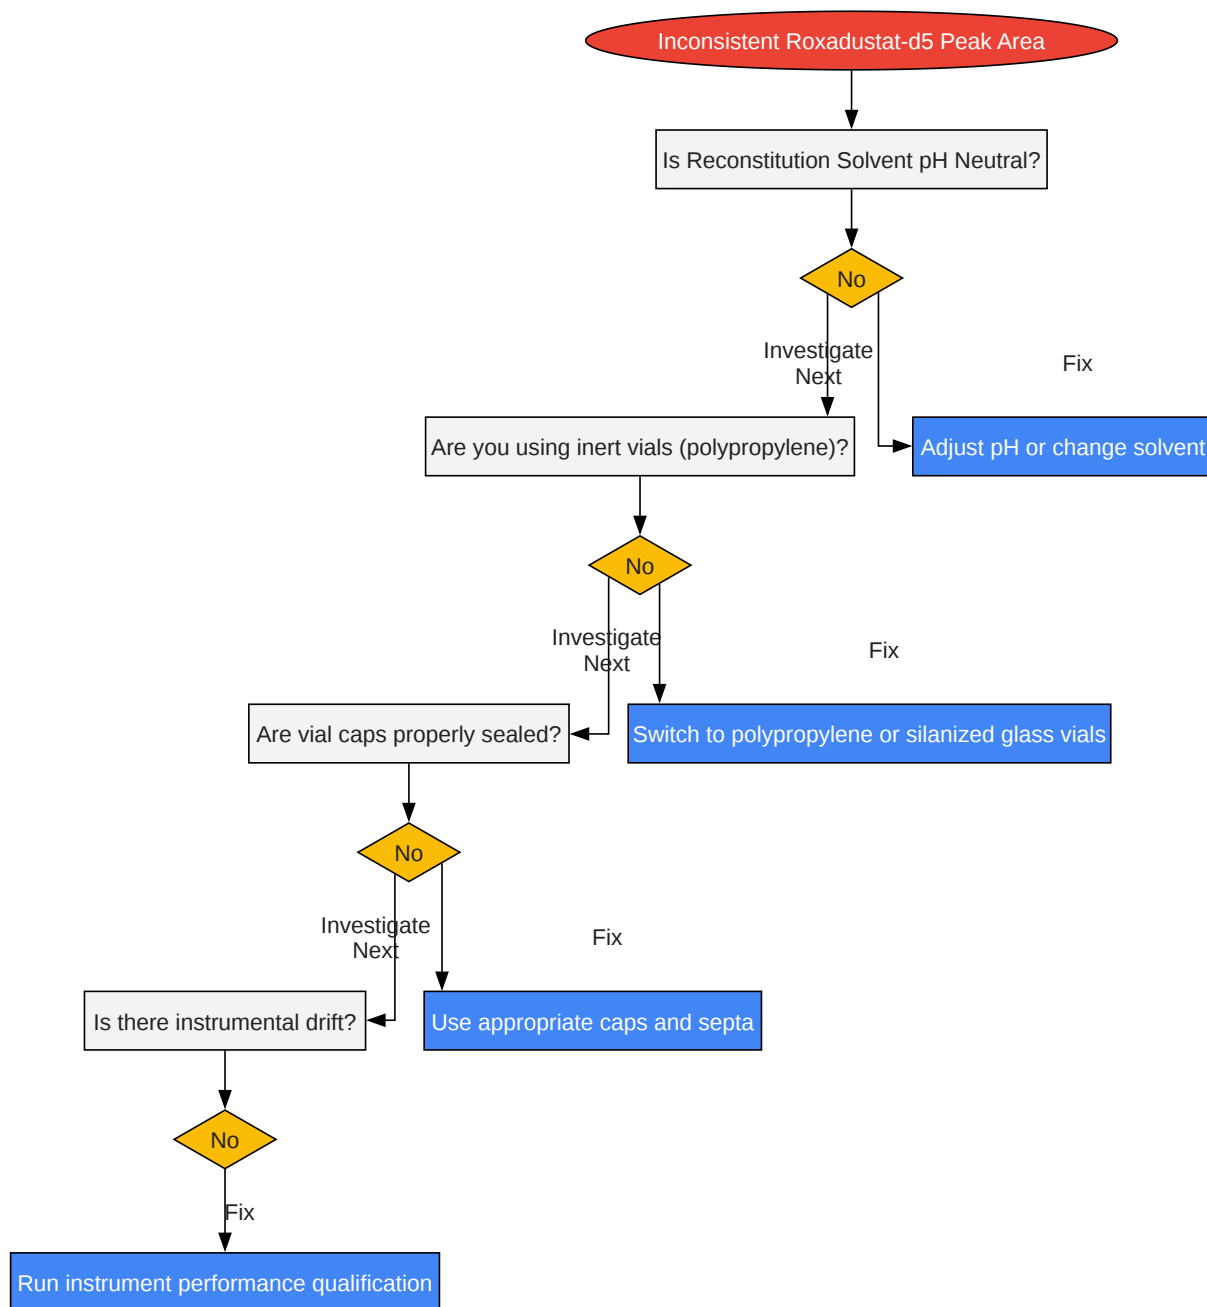 Inconsistent Roxadustat-d5 Peak Area
Is Reconstitution Solvent pH Neutral?
No
Investigate
Next
Fix
Are you using inert vials (polypropylene)?
Adjust pH or change solvent
No
Investigate
Next
Fix
Are vial caps properly sealed?
Switch to polypropylene or silanized glass vials
No
Investigate
Next
Fix
Is there instrumental drift?
Use appropriate caps and septa
No
Fix
Run instrument performance qualification